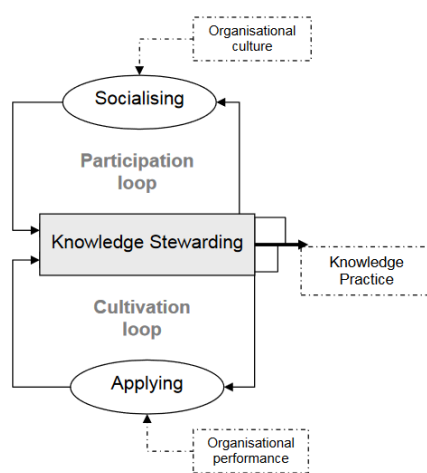 Organisational
culture
Socialising
Participation
loop
Knowledge Stewarding
Knowledge
Practice
Cultivation
loop
Applying
Organisational
performance